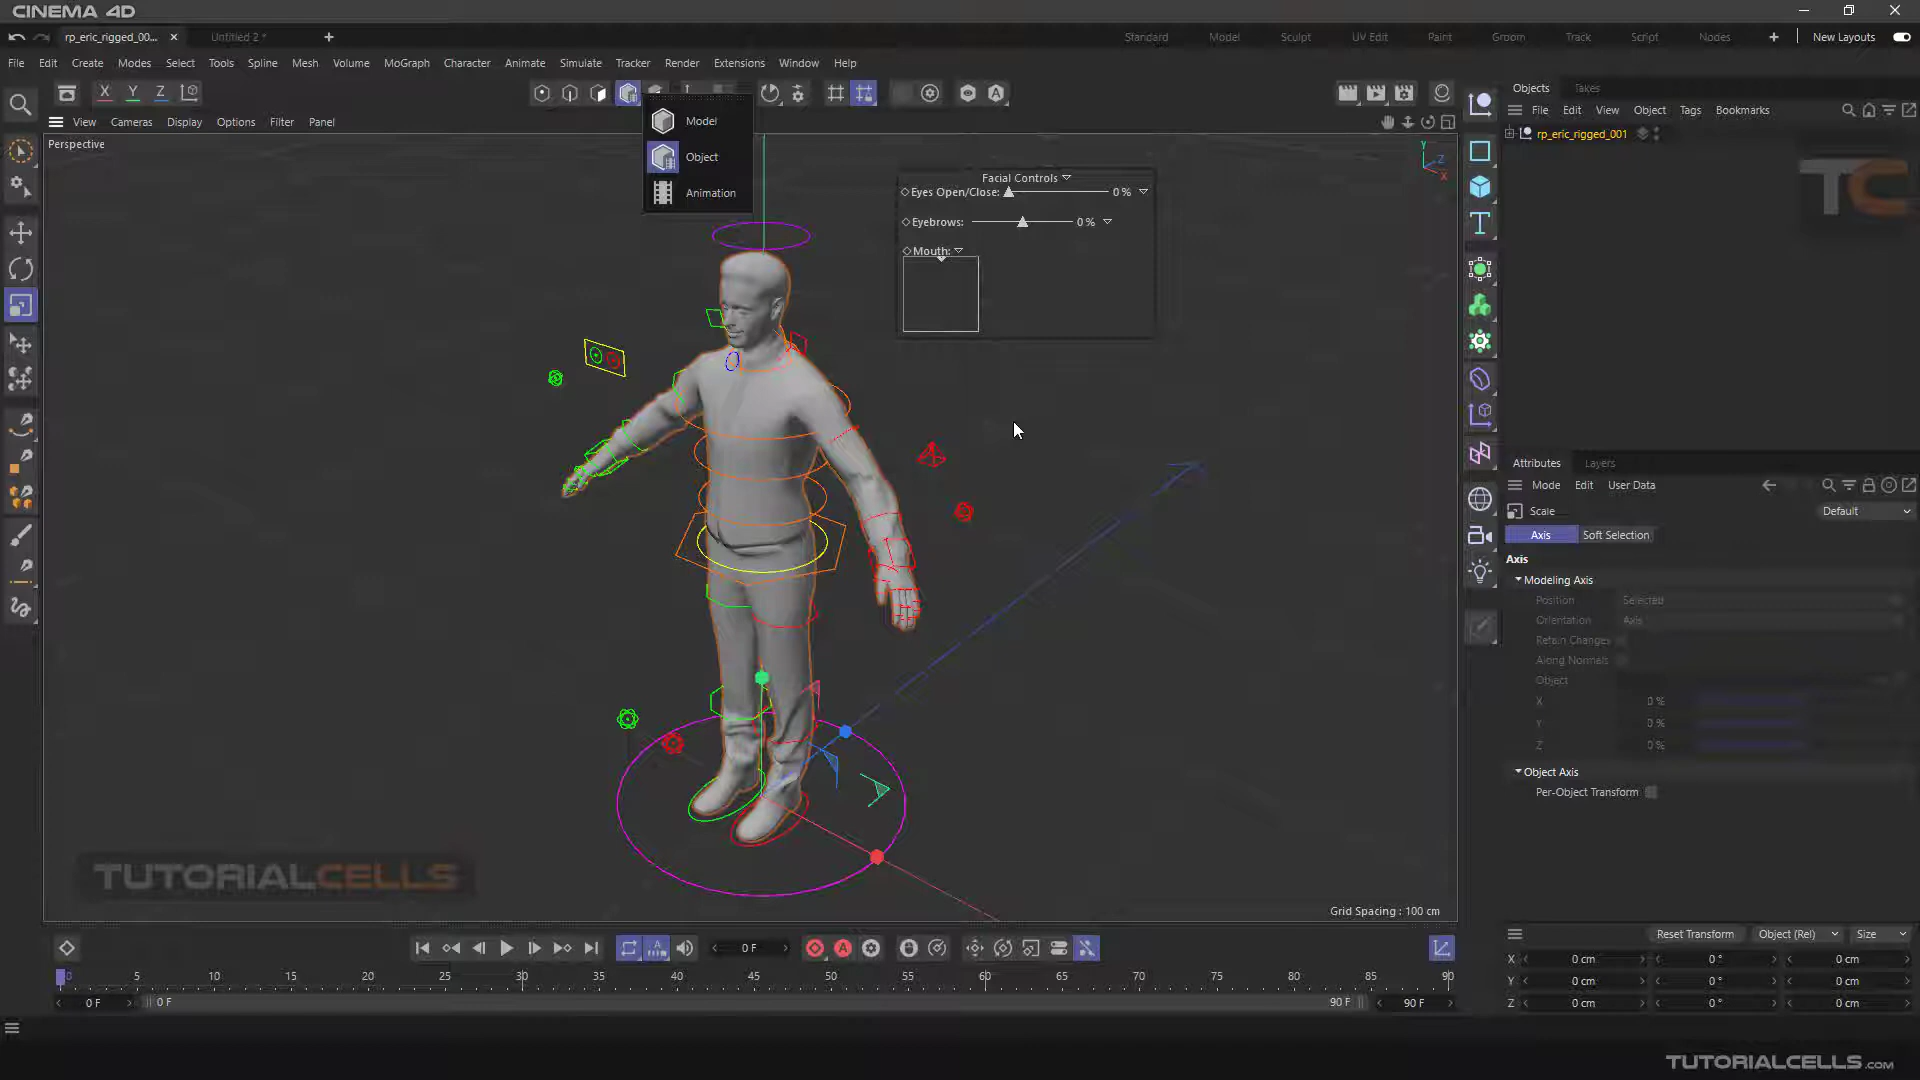 CINEMA 4D
rp_eric_rigged_00...
Untitled 2 *
Standard
Model
Sculpt
UV Edit
Paint
Groom
Track
Script
Nodes
New Layouts
File Edit Create Modes Select Tools Spline Mesh Volume MoGraph Character Animate Simulate Tracker Render Extensions Window Help
X Y Z
Objects Takes
View Cameras Display Options Filter Panel
File Edit View Object Tags Bookmarks
Model
Object
Animation
Perspective
rp_eric_rigged_001
Y
Z
X
TC
Facial Controls
Eyes Open/Close: 0 %
Eyebrows: 0 %
Mouth:
Attributes Layers
Mode Edit User Data
Scale
Default
Axis Soft Selection
Axis
Modeling Axis
Position Selected
Orientation Axis
Retain Changes
Along Normals
Object
X 0 %
Y 0 %
Z 0 %
Object Axis
Per-Object Transform
TUTORIALCELLS
Grid Spacing : 100 cm
0 F
Reset Transform Object (Rel) Size
X 0 cm 0 ° 0 cm
Y 0 cm 0 ° 0 cm
Z 0 cm 0 ° 0 cm
0 5 10 15 20 25 30 35 40 45 50 55 60 65 70 75 80 85 90
0 F 0 F 90 F 90 F
TUTORIALCELLS.com